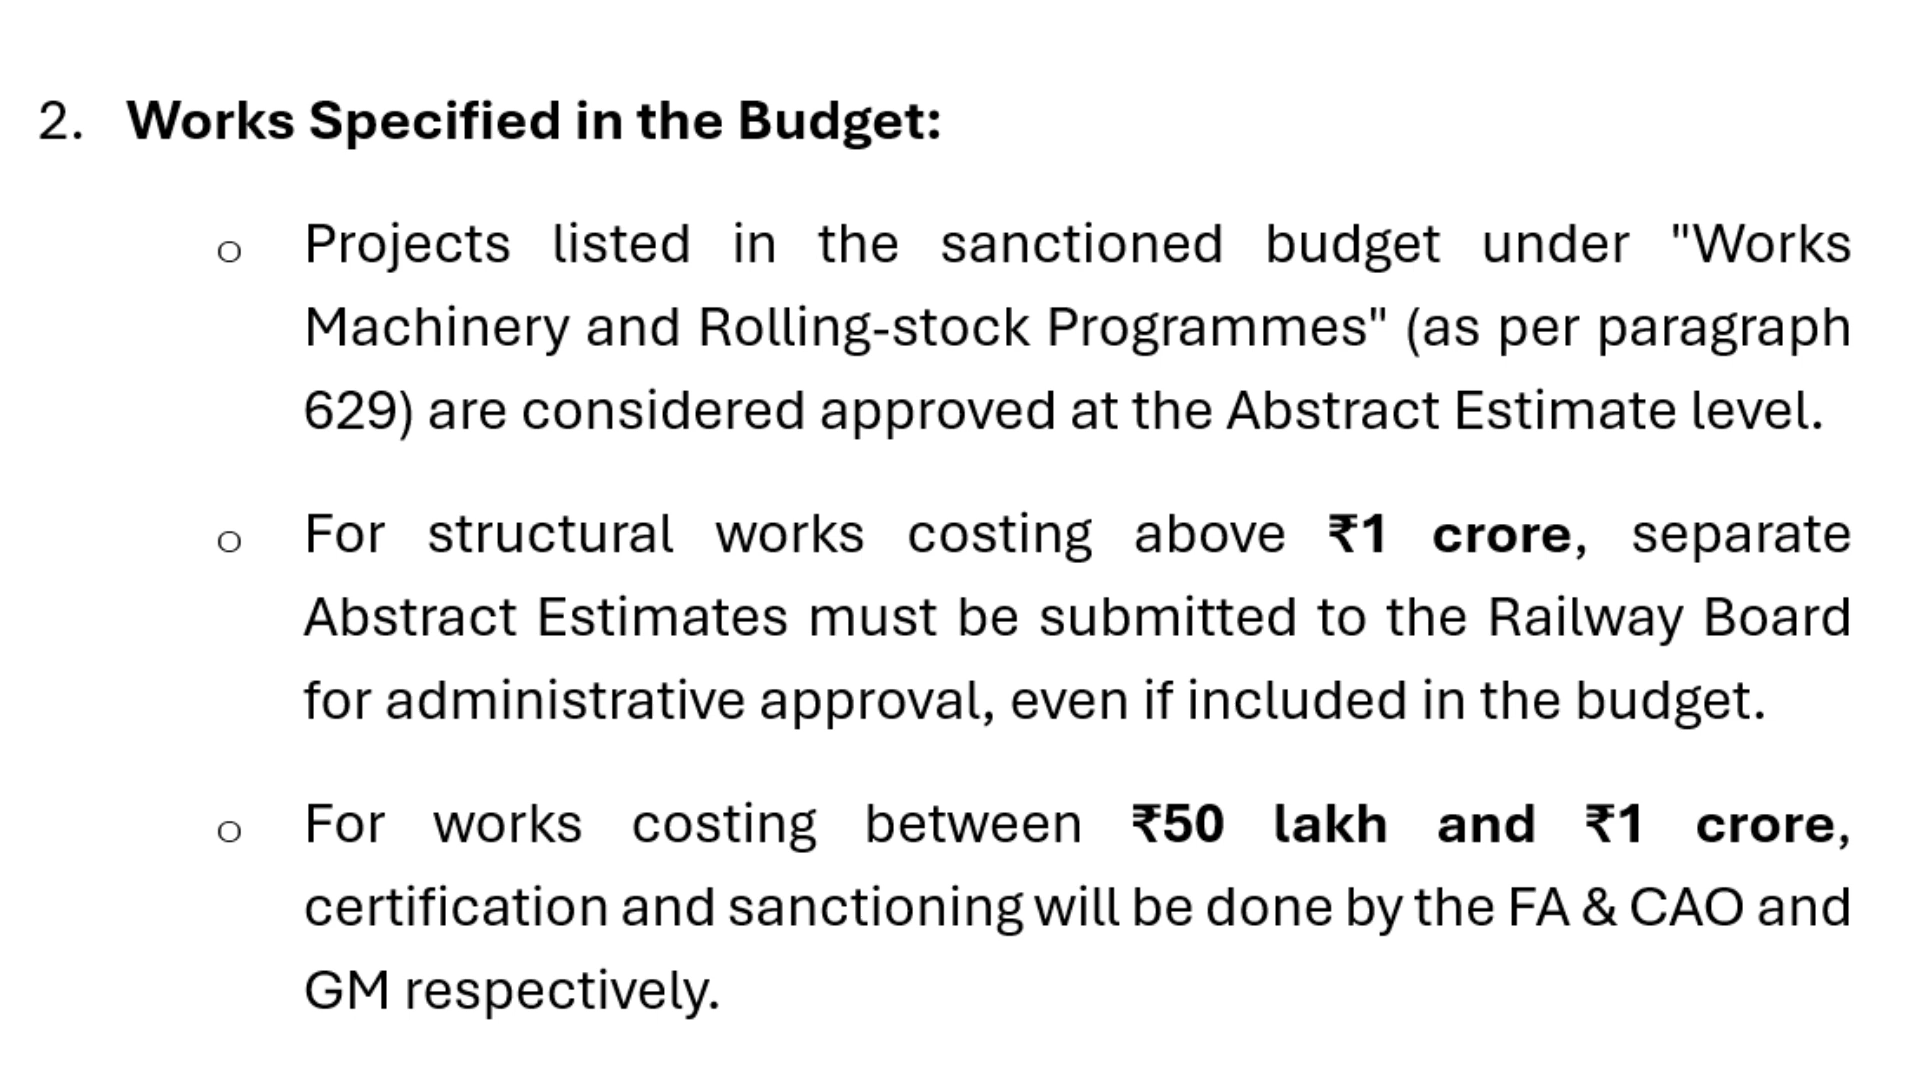 2. Works Specified in the Budget:
o Projects listed in the sanctioned budget under "Works
Machinery and Rolling-stock Programmes" (as per paragraph
629) are considered approved at the Abstract Estimate level.
o For structural works costing above ₹1 crore, separate
Abstract Estimates must be submitted to the Railway Board
for administrative approval, even if included in the budget.
o For works costing between ₹50 lakh and ₹1 crore,
certification and sanctioning will be done by the FA & CAO and
GM respectively.